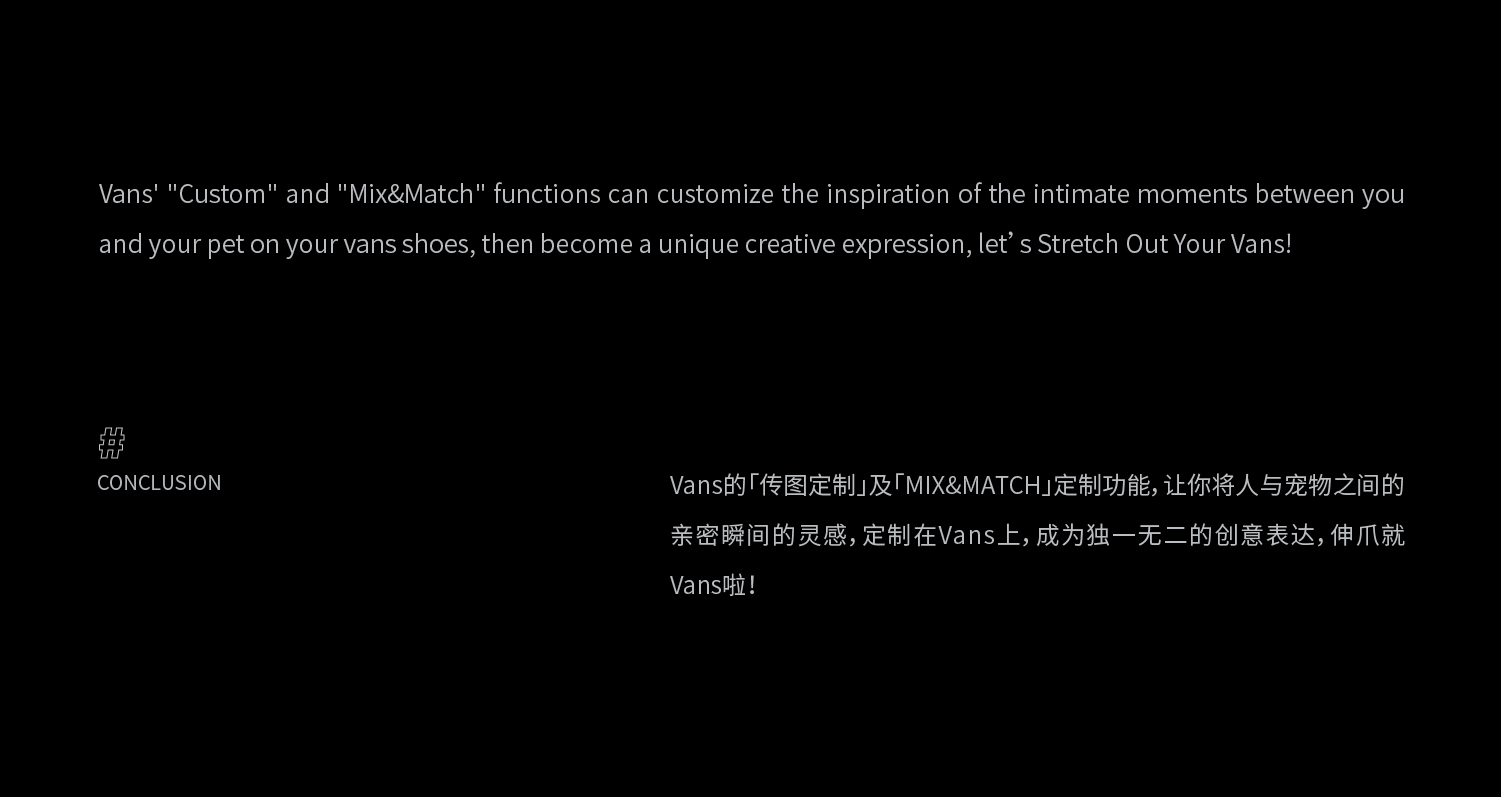 Vans' "Custom" and "Mix&Match" functions can customize the inspiration of the intimate moments between you
and your pet on your vans shoes, then become a unique creative expression, let’s Stretch Out Your Vans!
#
CONCLUSION
Vans的「传图定制」及「MIX&MATCH」定制功能，让你将人与宠物之间的
亲密瞬间的灵感，定制在Vans上，成为独一无二的创意表达，伸爪就
Vans啦！